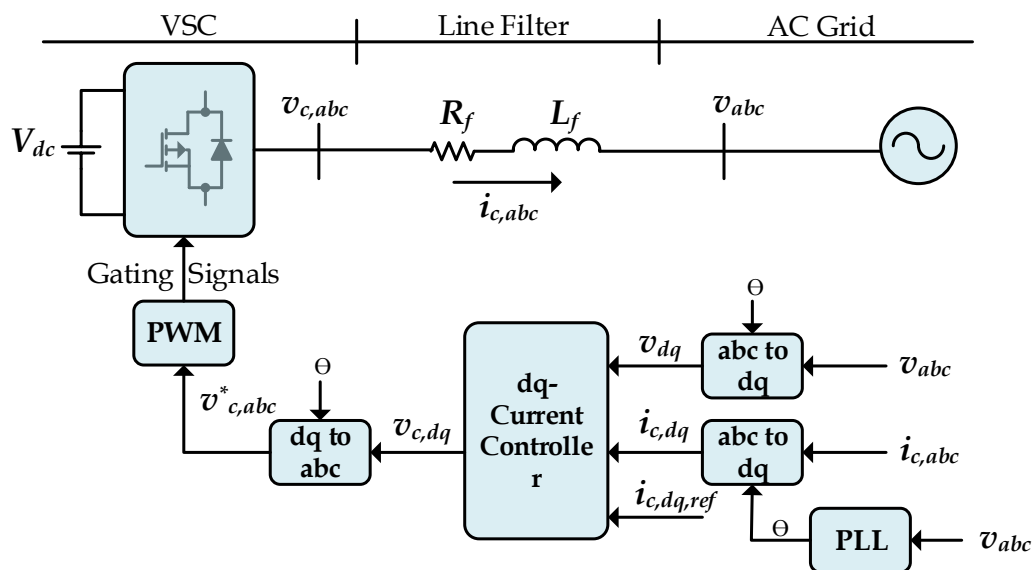 VSC
Line Filter
AC Grid
V_dc
v_c,abc
R_f
L_f
v_abc
i_c,abc
Gating Signals
PWM
v*_c,abc
Θ
dq to
abc
v_c,dq
dq-
Current
Controlle
r
v_dq
Θ
abc to
dq
v_abc
i_c,dq
abc to
dq
i_c,abc
i_c,dq,ref
Θ
PLL
v_abc